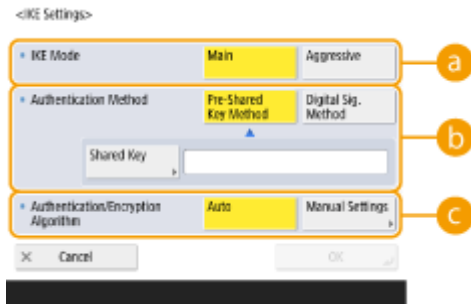 <IKE Settings>
IKE Mode
Main
Aggressive
a
Authentication Method
Pre-Shared
Key Method
Digital Sig.
Method
b
Shared Key
Authentication/Encryption
Algorithm
Auto
Manual Settings
c
× Cancel
OK